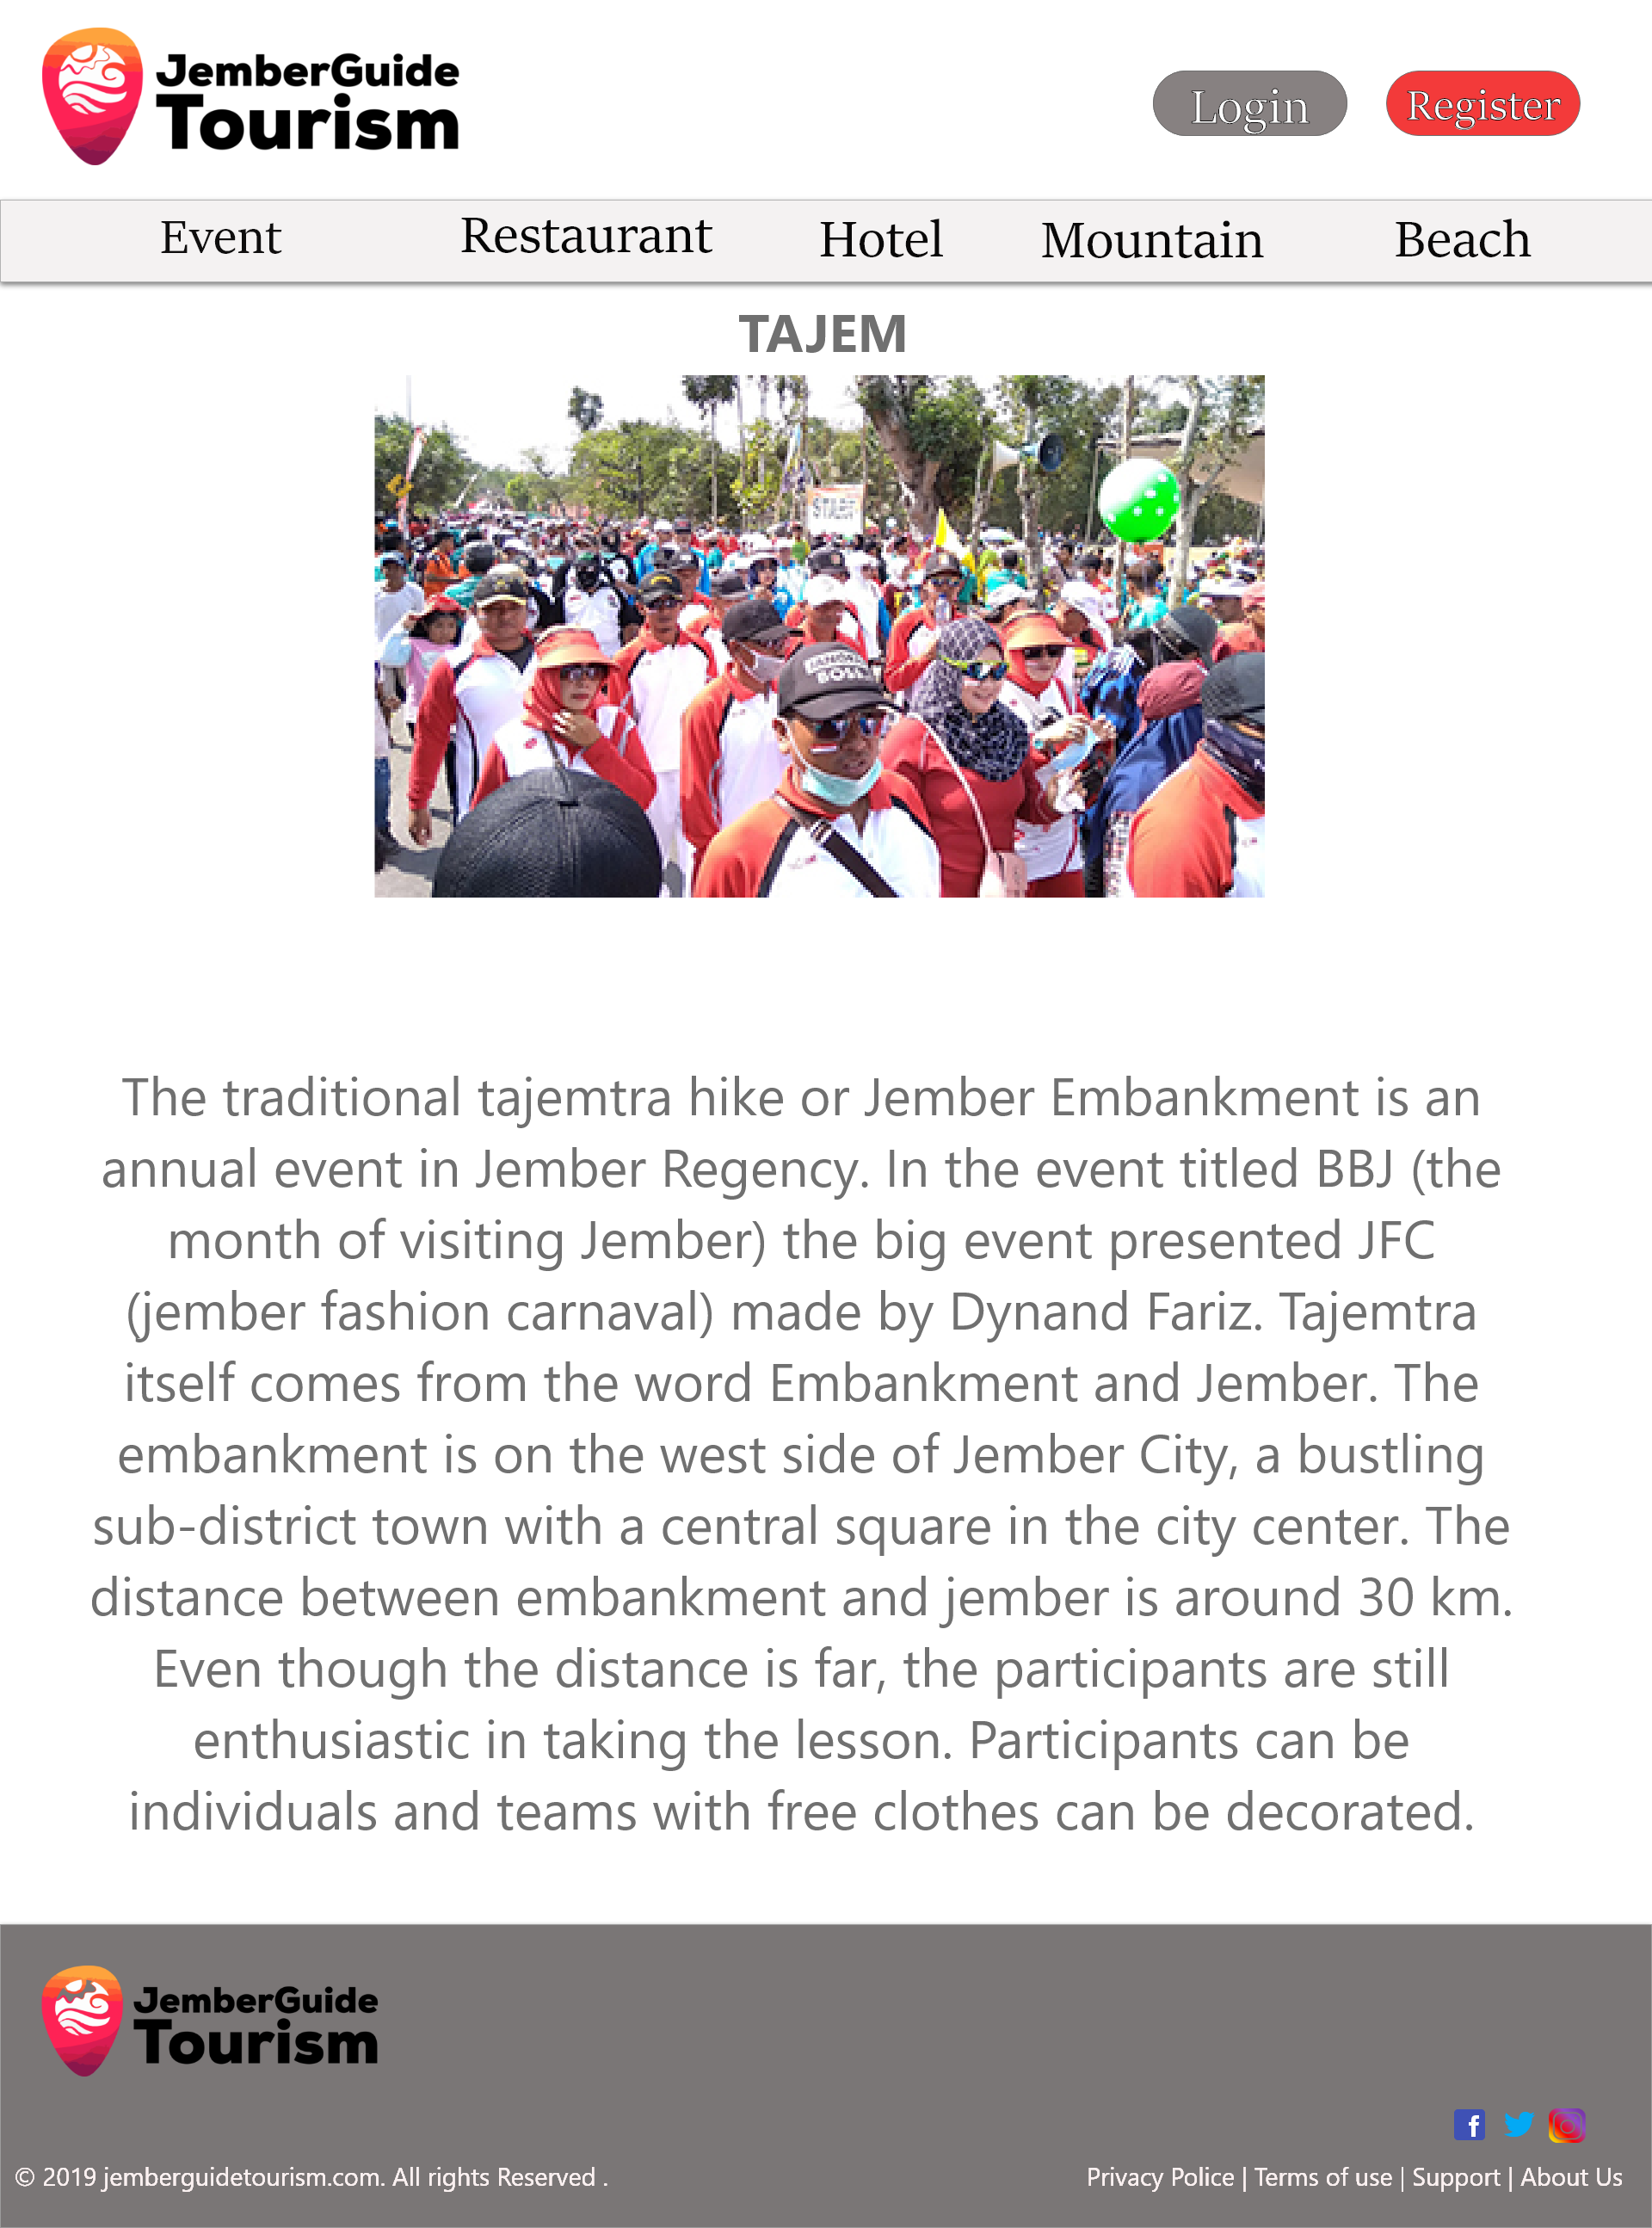 JemberGuide
Tourism
Login
Register
Event
Restaurant
Hotel
Mountain
Beach
TAJEM
START
BOSS
The traditional tajemtra hike or Jember Embankment is an
annual event in Jember Regency. In the event titled BBJ (the
month of visiting Jember) the big event presented JFC
(jember fashion carnaval) made by Dynand Fariz. Tajemtra
itself comes from the word Embankment and Jember. The
embankment is on the west side of Jember City, a bustling
sub-district town with a central square in the city center. The
distance between embankment and jember is around 30 km.
Even though the distance is far, the participants are still
enthusiastic in taking the lesson. Participants can be
individuals and teams with free clothes can be decorated.
JemberGuide
Tourism
f
© 2019 jemberguidetourism.com. All rights Reserved .
Privacy Police | Terms of use | Support | About Us